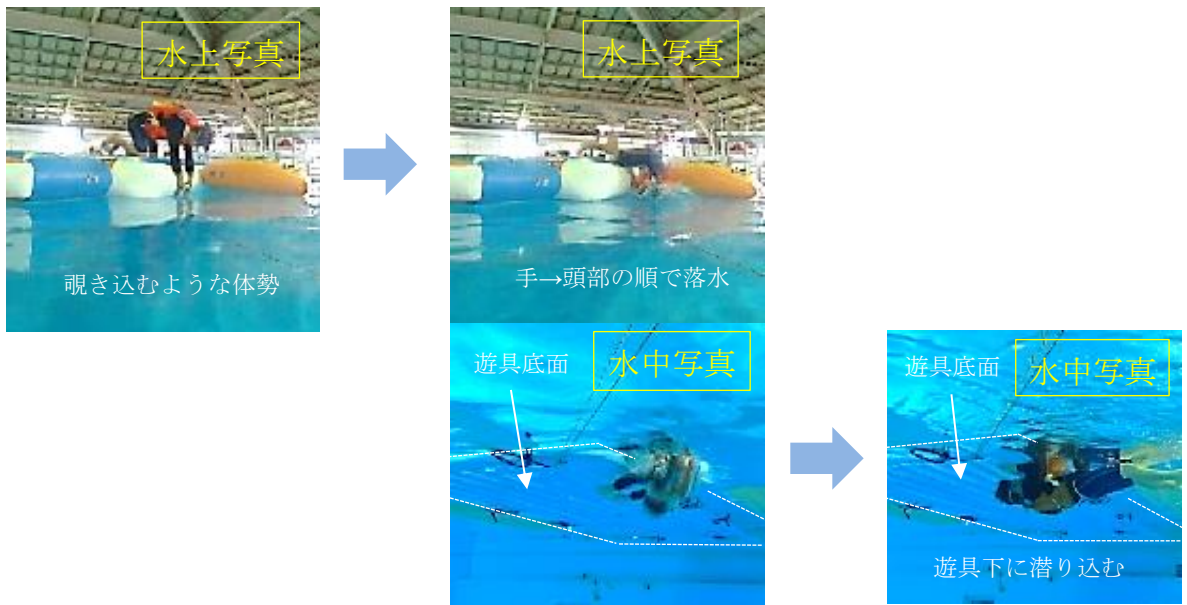 水上写真
覗き込むような体勢
水上写真
手→頭部の順で落水
遊具底面
水中写真
遊具底面
水中写真
遊具下に潜り込む